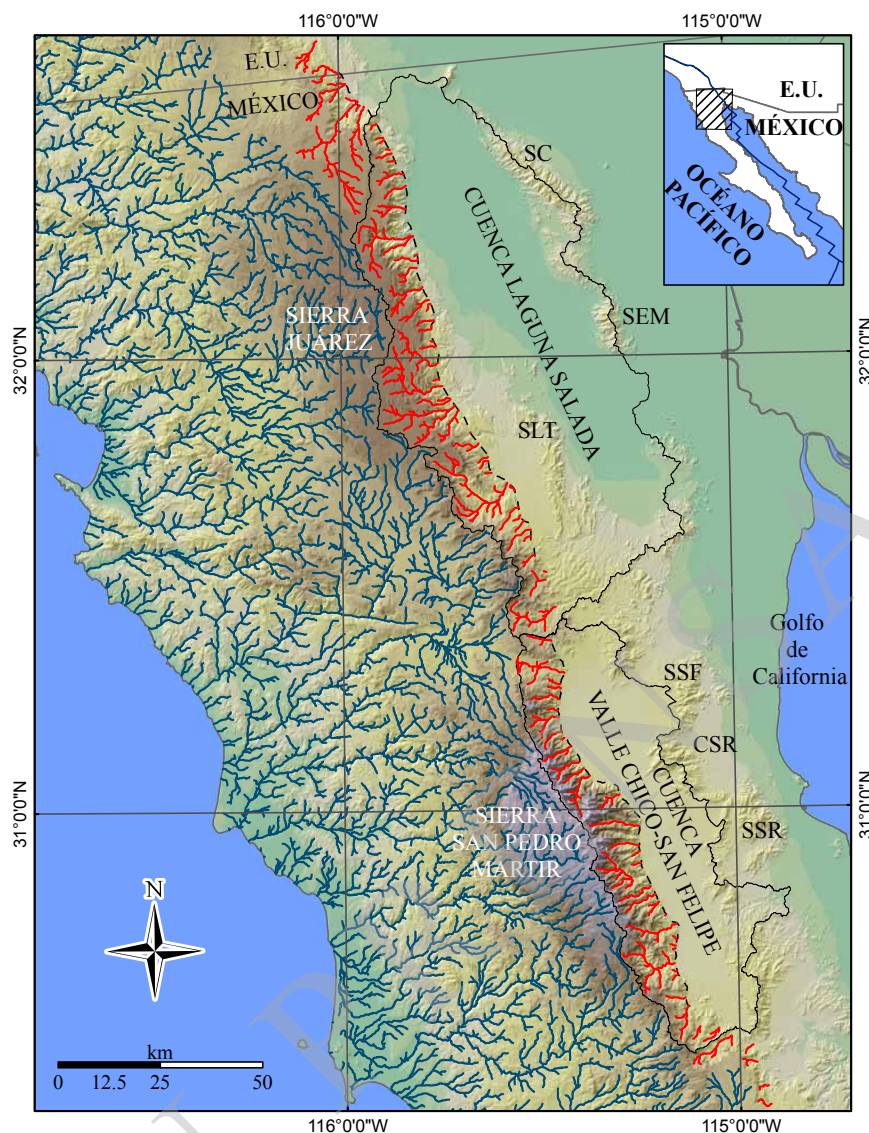 116°0'0"W
115°0'0"W
E.U.
MÉXICO
SC
CUENCA LAGUNA SALADA
SIERRA
JUÁREZ
SEM
32°0'0"N
32°0'0"N
SLT
Golfo
de
California
SSF
CSR
VALLE CHICO-SAN FELIPE
CUENCA
SSR
31°0'0"N
31°0'0"N
SIERRA
SAN PEDRO
MARTIR
N
km
0 12.5 25 50
116°0'0"W
115°0'0"W
E.U.
MÉXICO
OCÉANO
PACÍFICO